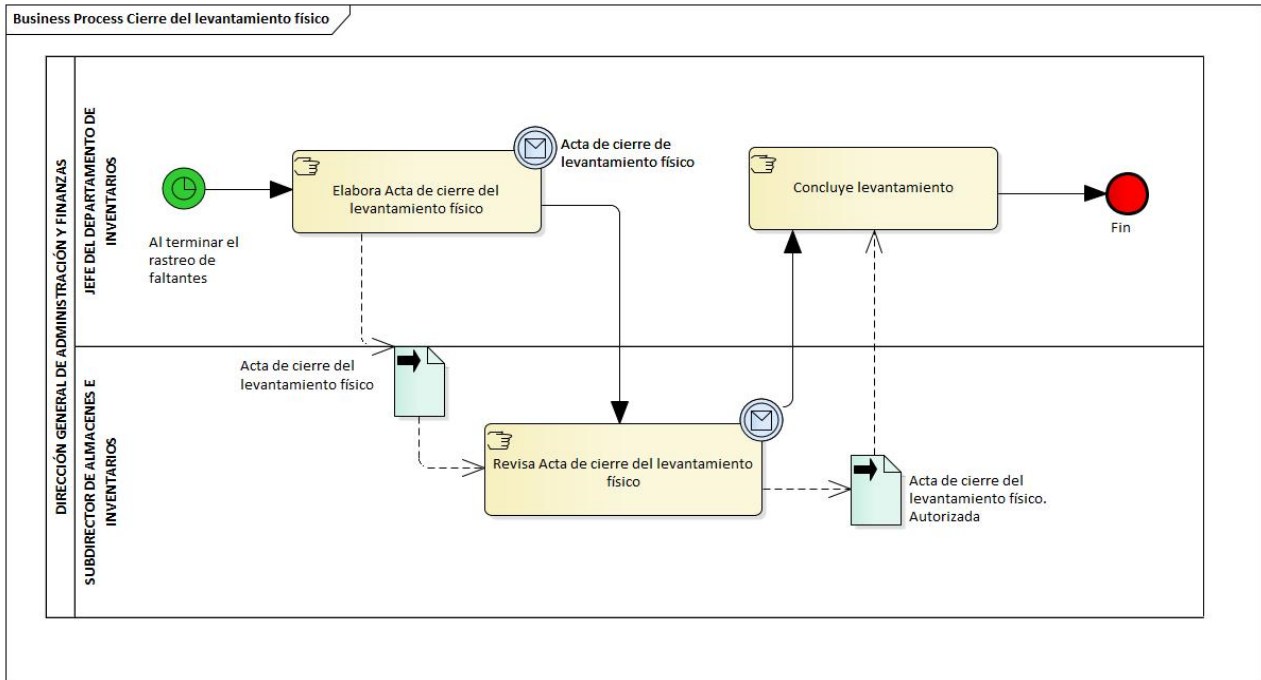 Business Process Cierre del levantamiento físico
DIRECCIÓN GENERAL DE ADMINISTRACIÓN Y FINANZAS
JEFE DEL DEPARTAMENTO DE
INVENTARIOS
Al terminar el
rastreo de
faltantes
Elabora Acta de cierre del
levantamiento físico
Acta de cierre de
levantamiento físico
Concluye levantamiento
Fin
SUBDIRECTOR DE ALMACENES E
INVENTARIOS
Acta de cierre del
levantamiento físico
Revisa Acta de cierre del levantamiento
físico
Acta de cierre del
levantamiento físico.
Autorizada